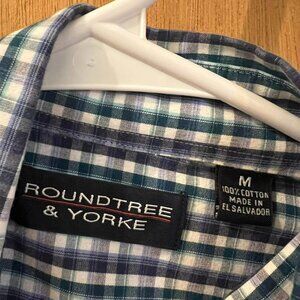 ROUNDTREE
& YORKE
M
100% COTTON
MADE IN
EL SALVADOR